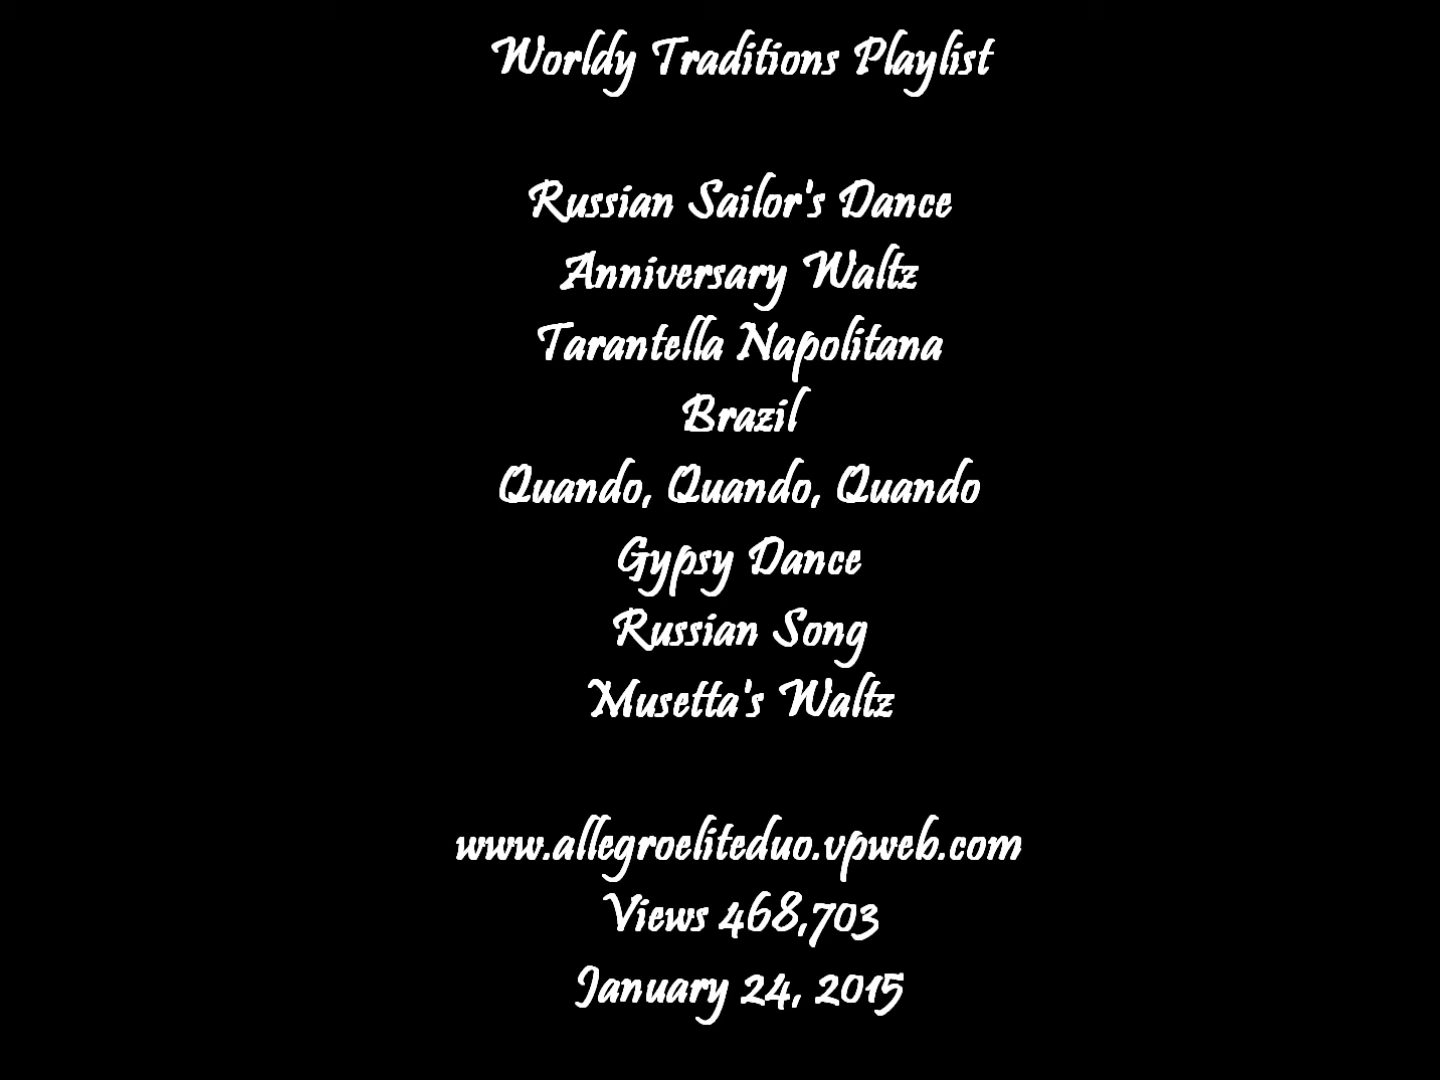 Worldy Traditions Playlist
Russian Sailor's Dance
Anniversary Waltz
Tarantella Napolitana
Brazil
Quando, Quando, Quando
Gypsy Dance
Russian Song
Musetta's Waltz
www.allegroeliteduo.vpweb.com
Views 468,703
January 24, 2015